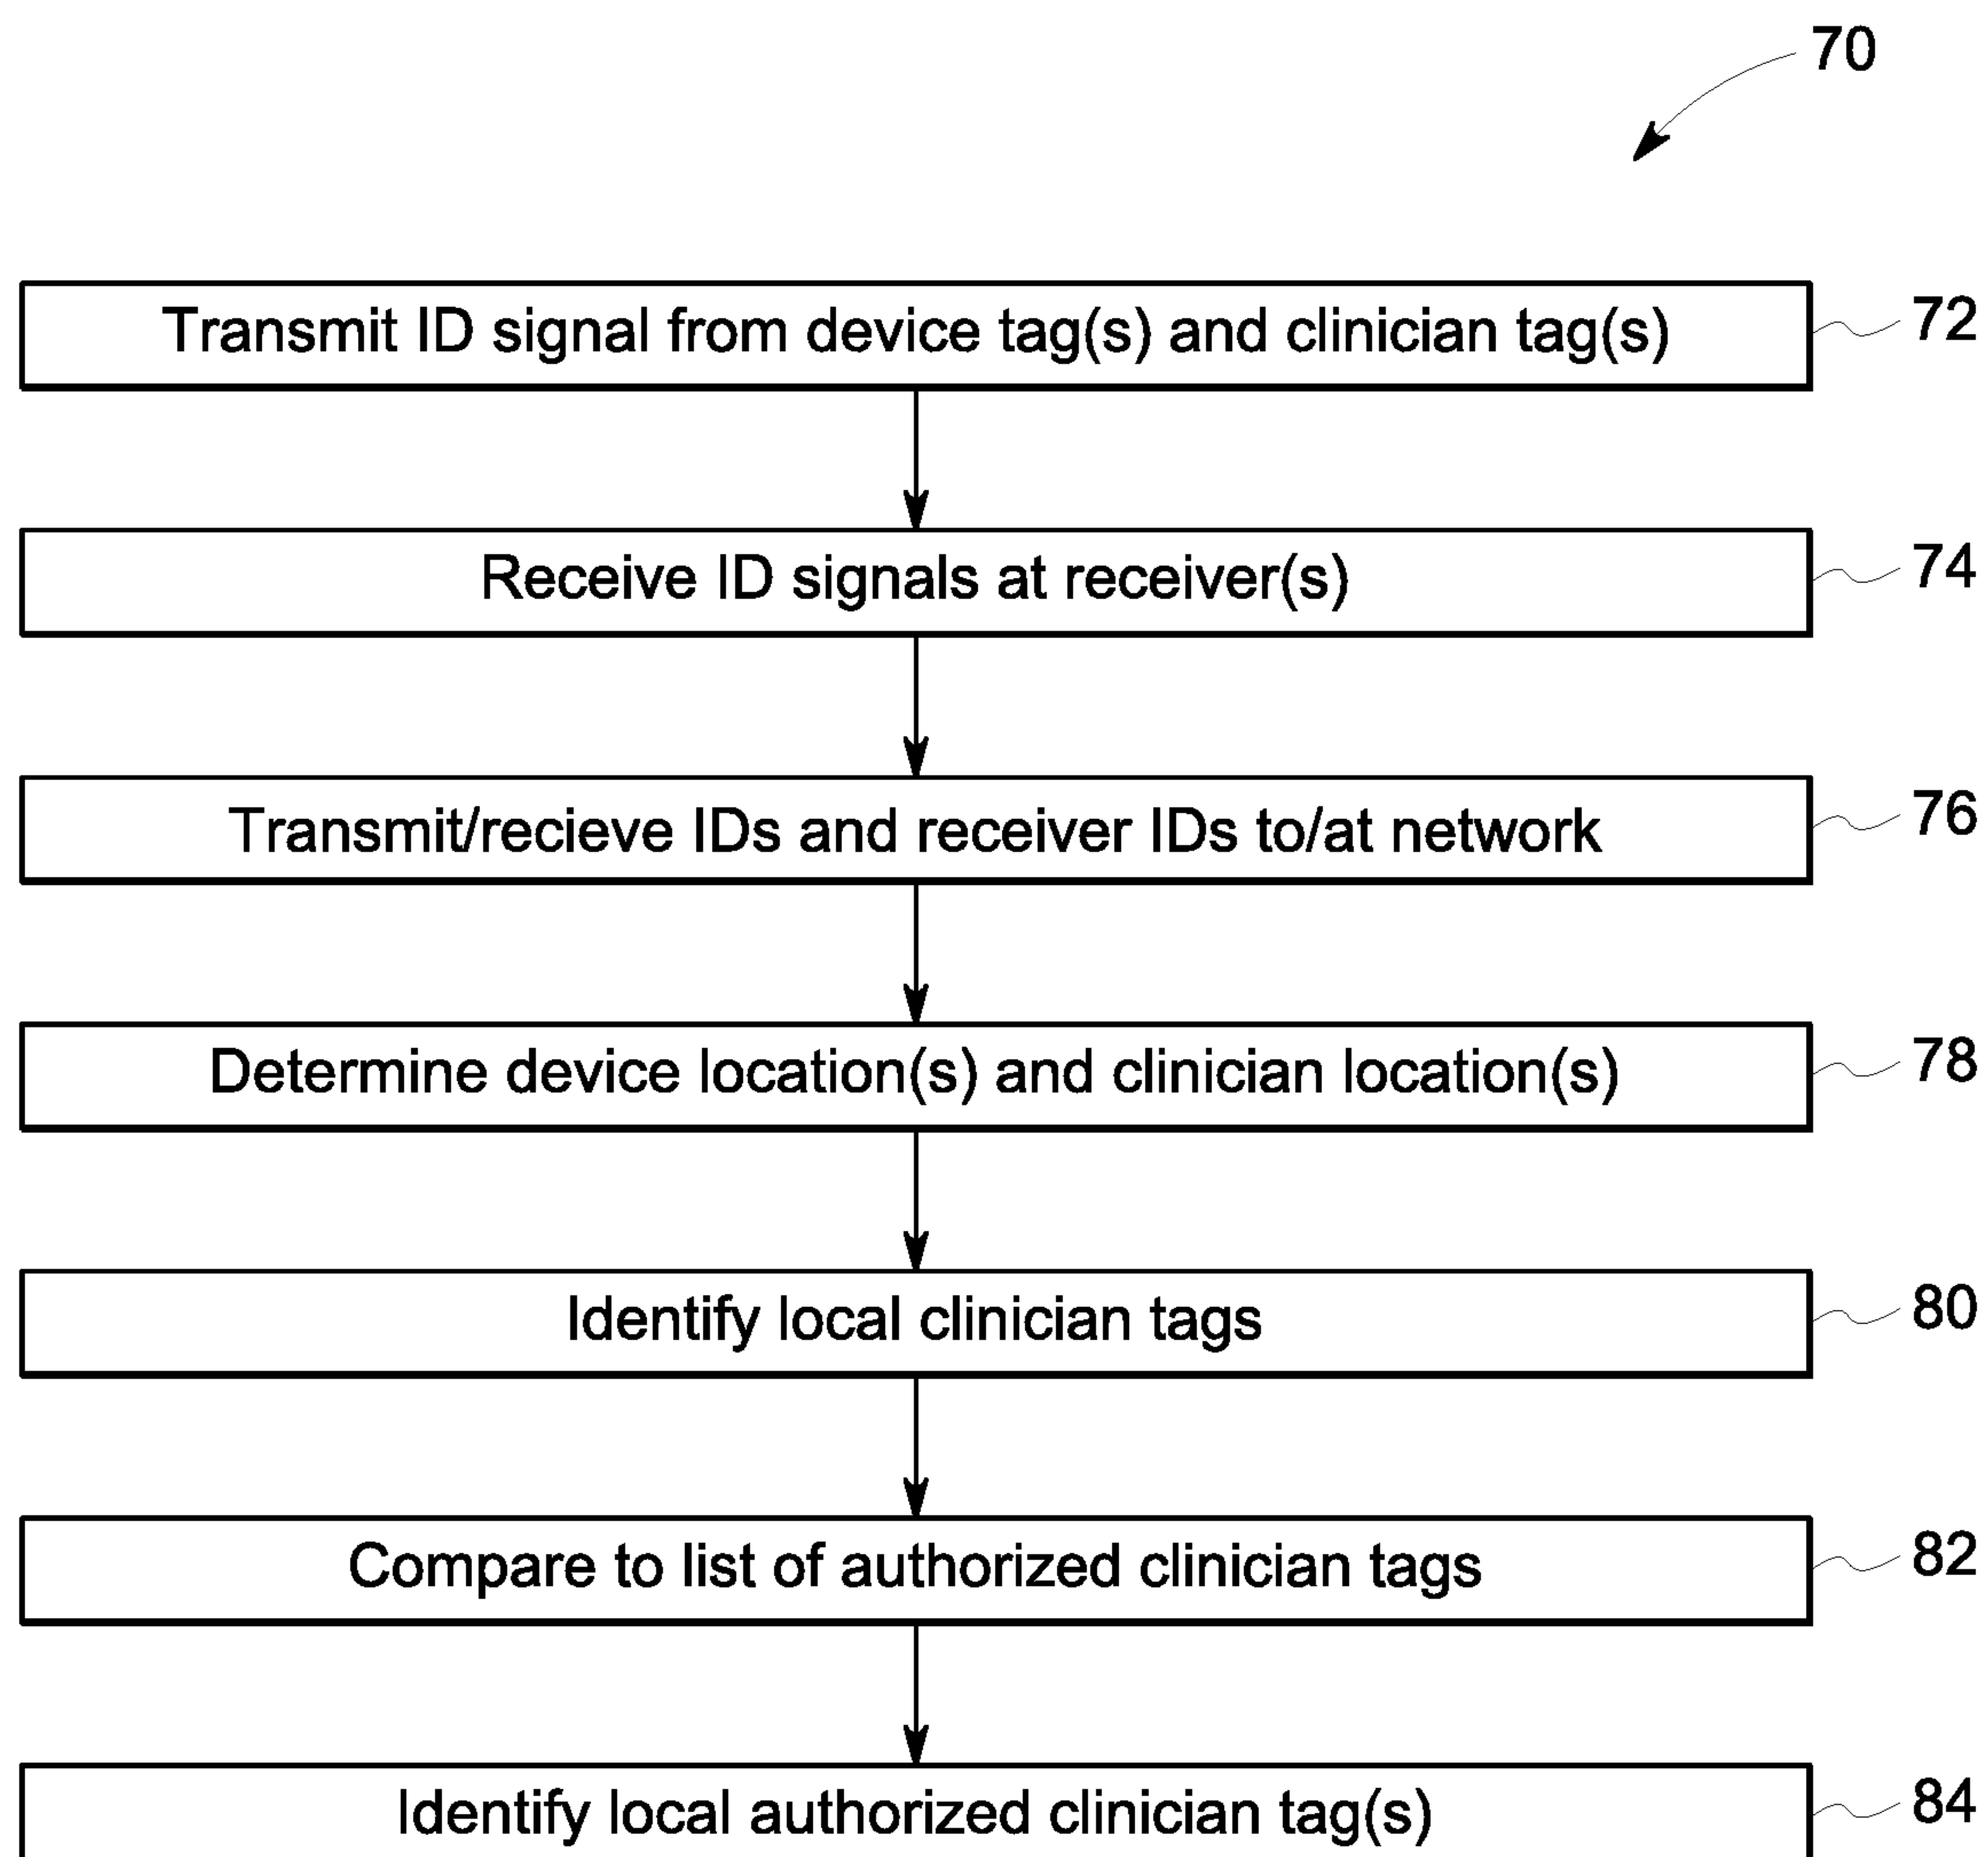 70
Transmit ID signal from device tag(s) and clinician tag(s) 72
Receive ID signals at receiver(s) 74
Transmit/recieve IDs and receiver IDs to/at network 76
Determine device location(s) and clinician location(s) 78
Identify local clinician tags 80
Compare to list of authorized clinician tags 82
Identify local authorized clinician tag(s) 84